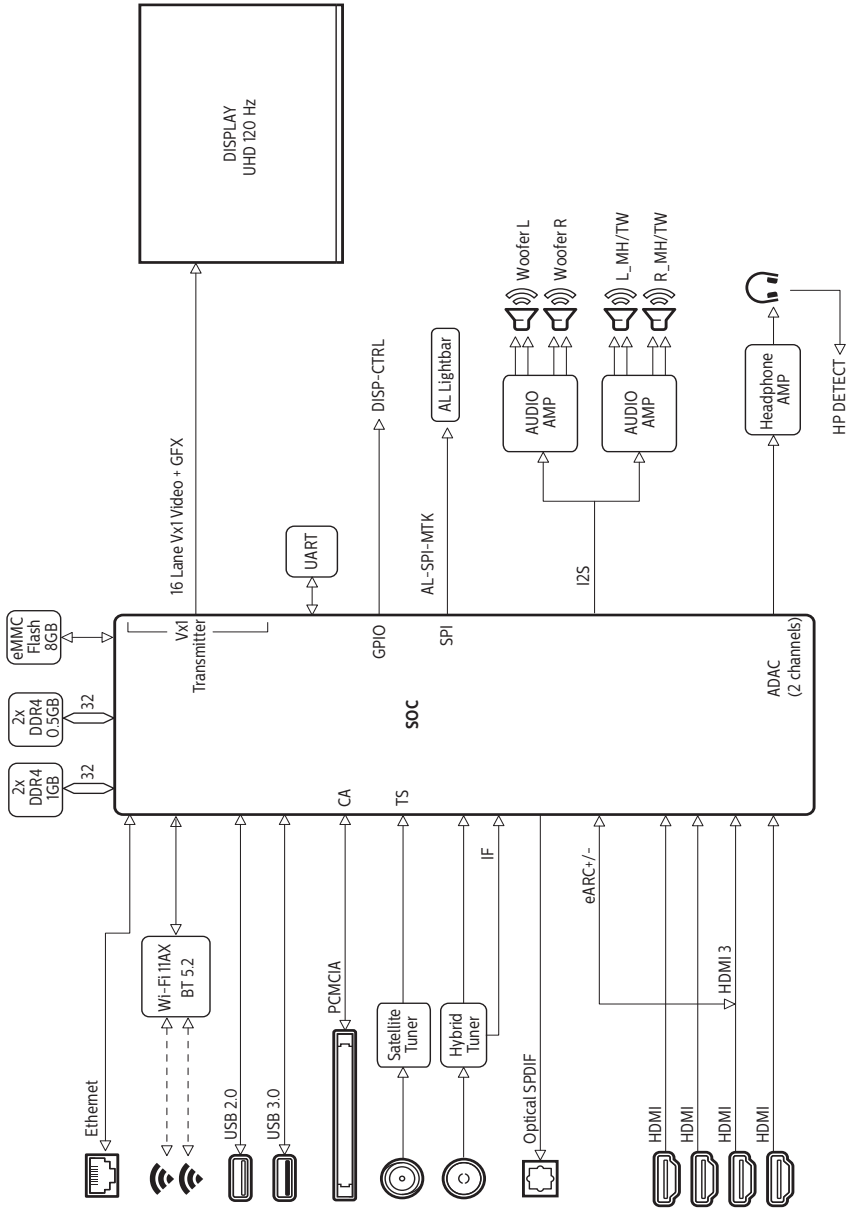 2x
DDR4
1GB
32
2x
DDR4
0.5GB
32
eMMC
Flash
8GB
Ethernet
Wi-Fi 11AX
BT 5.2
USB 2.0
USB 3.0
PCMCIA
CA
Satellite
Tuner
TS
Hybrid
Tuner
IF
Optical SPDIF
eARC+/-
HDMI
HDMI
HDMI 3
HDMI
HDMI
SOC
Vx1
Transmitter
16 Lane Vx1 Video + GFX
DISPLAY
UHD 120 Hz
UART
GPIO
DISP-CTRL
SPI
AL-SPI-MTK
AL Lightbar
I2S
AUDIO
AMP
Woofer L
Woofer R
AUDIO
AMP
L_MH/TW
R_MH/TW
ADAC
(2 channels)
Headphone
AMP
HP DETECT